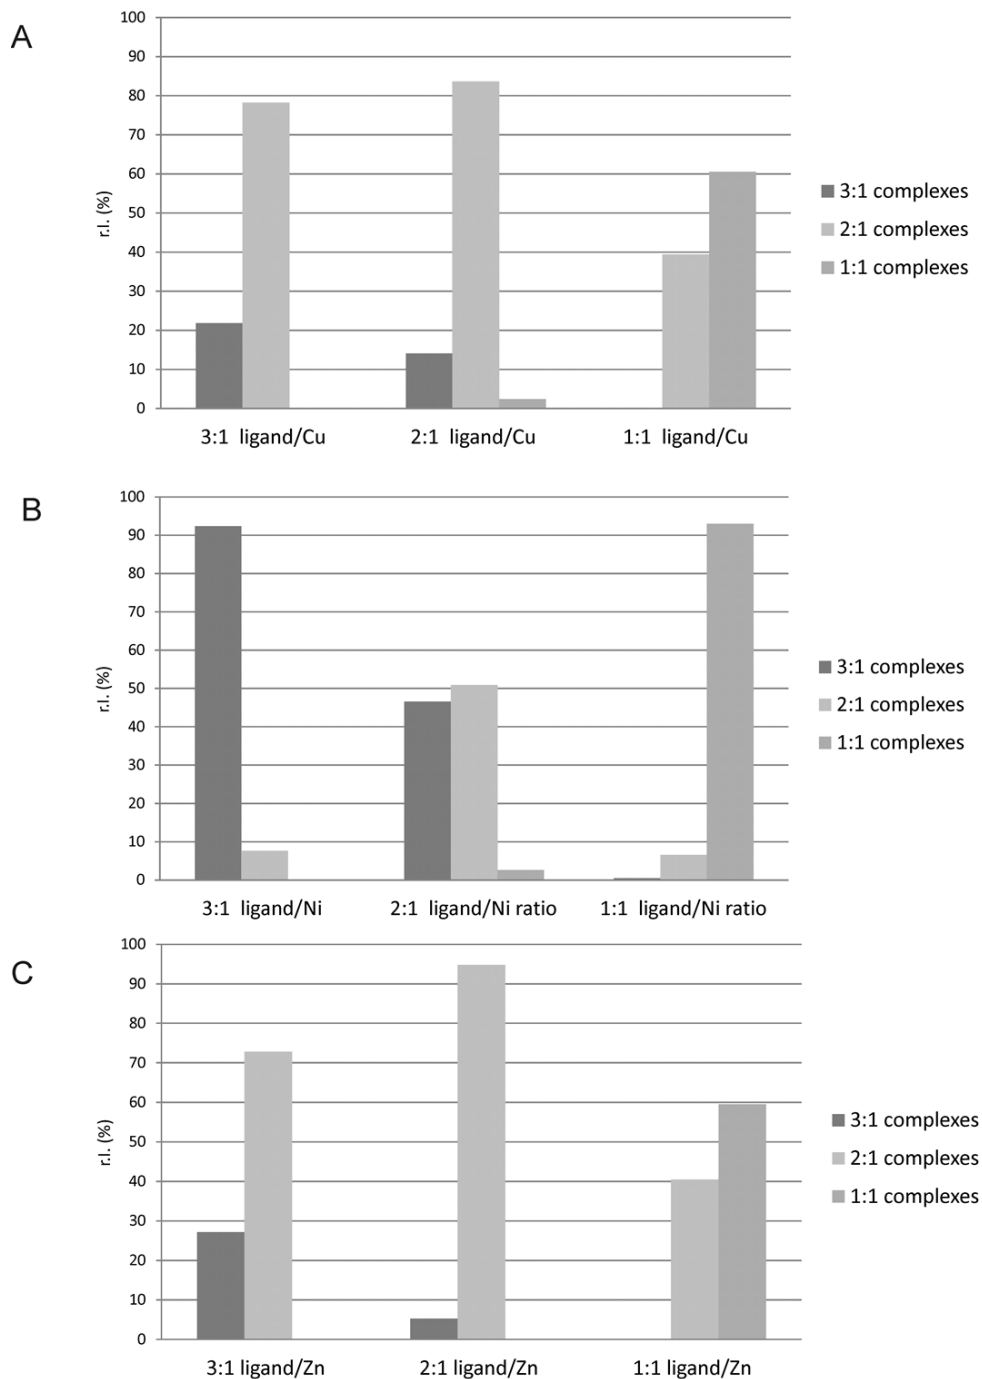 A
100
90
80
70
60
50
40
30
20
10
0
r.I. (%)
3:1 ligand/Cu
2:1 ligand/Cu
1:1 ligand/Cu
3:1 complexes
2:1 complexes
1:1 complexes
B
100
90
80
70
60
50
40
30
20
10
0
r.I. (%)
3:1 ligand/Ni
2:1 ligand/Ni ratio
1:1 ligand/Ni ratio
3:1 complexes
2:1 complexes
1:1 complexes
C
100
90
80
70
60
50
40
30
20
10
0
r.I. (%)
3:1 ligand/Zn
2:1 ligand/Zn
1:1 ligand/Zn
3:1 complexes
2:1 complexes
1:1 complexes